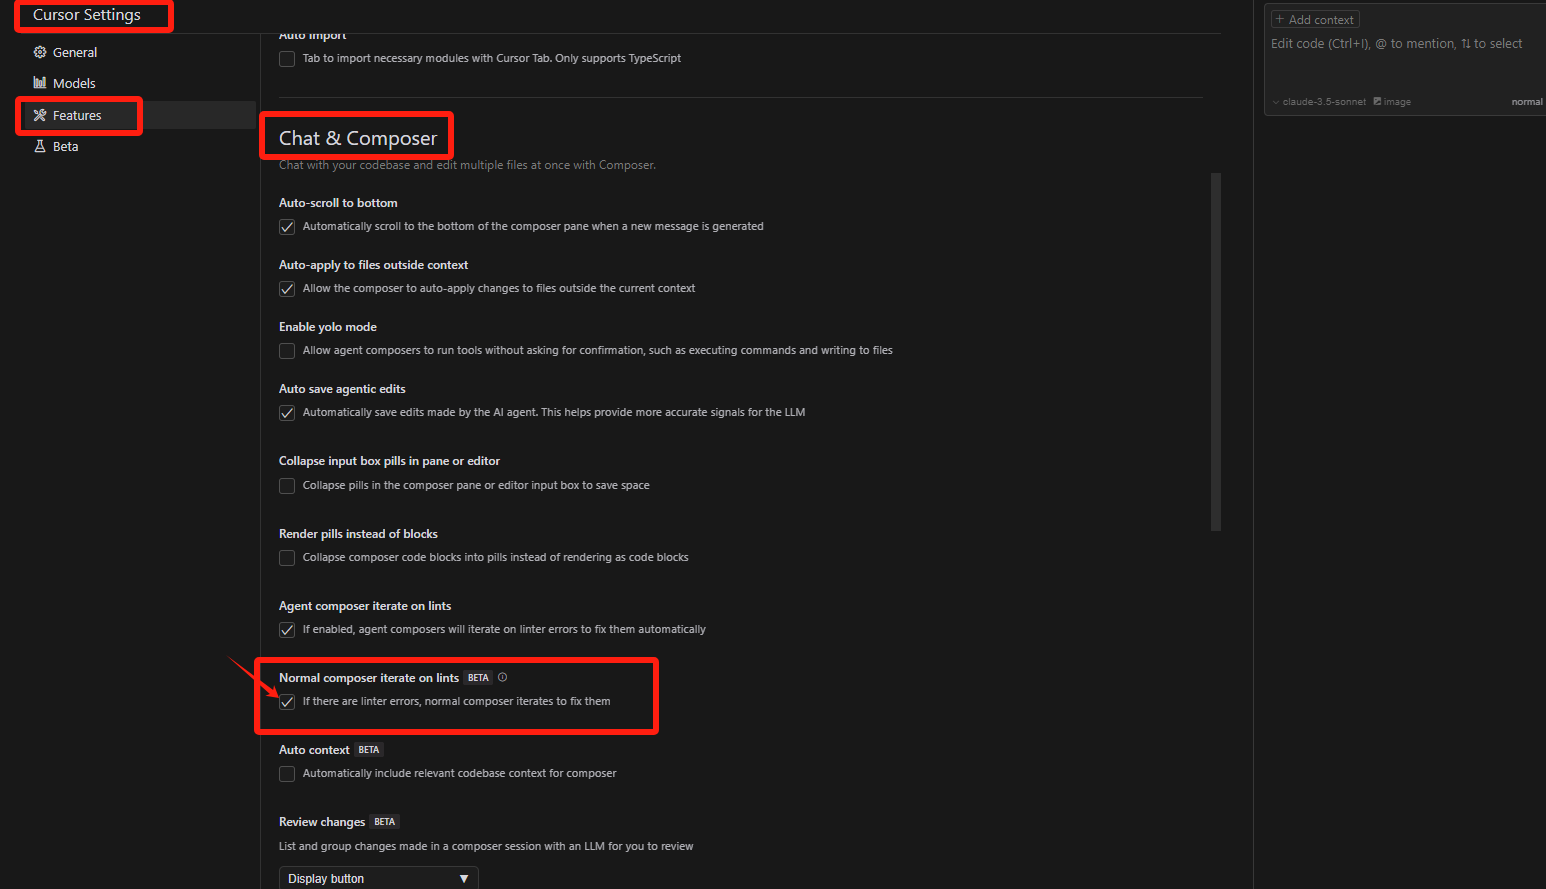 Cursor Settings
General
Models
Features
Beta
Auto import
Tab to import necessary modules with Cursor Tab. Only supports TypeScript
Chat & Composer
Chat with your codebase and edit multiple files at once with Composer.
Auto-scroll to bottom
Automatically scroll to the bottom of the composer pane when a new message is generated
Auto-apply to files outside context
Allow the composer to auto-apply changes to files outside the current context
Enable yolo mode
Allow agent composers to run tools without asking for confirmation, such as executing commands and writing to files
Auto save agentic edits
Automatically save edits made by the AI agent. This helps provide more accurate signals for the LLM
Collapse input box pills in pane or editor
Collapse pills in the composer pane or editor input box to save space
Render pills instead of blocks
Collapse composer code blocks into pills instead of rendering as code blocks
Agent composer iterate on lints
If enabled, agent composers will iterate on linter errors to fix them automatically
Normal composer iterate on lints BETA
If there are linter errors, normal composer iterates to fix them
Auto context BETA
Automatically include relevant codebase context for composer
Review changes BETA
List and group changes made in a composer session with an LLM for you to review
Display button
+ Add context
Edit code (Ctrl+I), @ to mention, ⇅ to select
claude-3.5-sonnet image normal